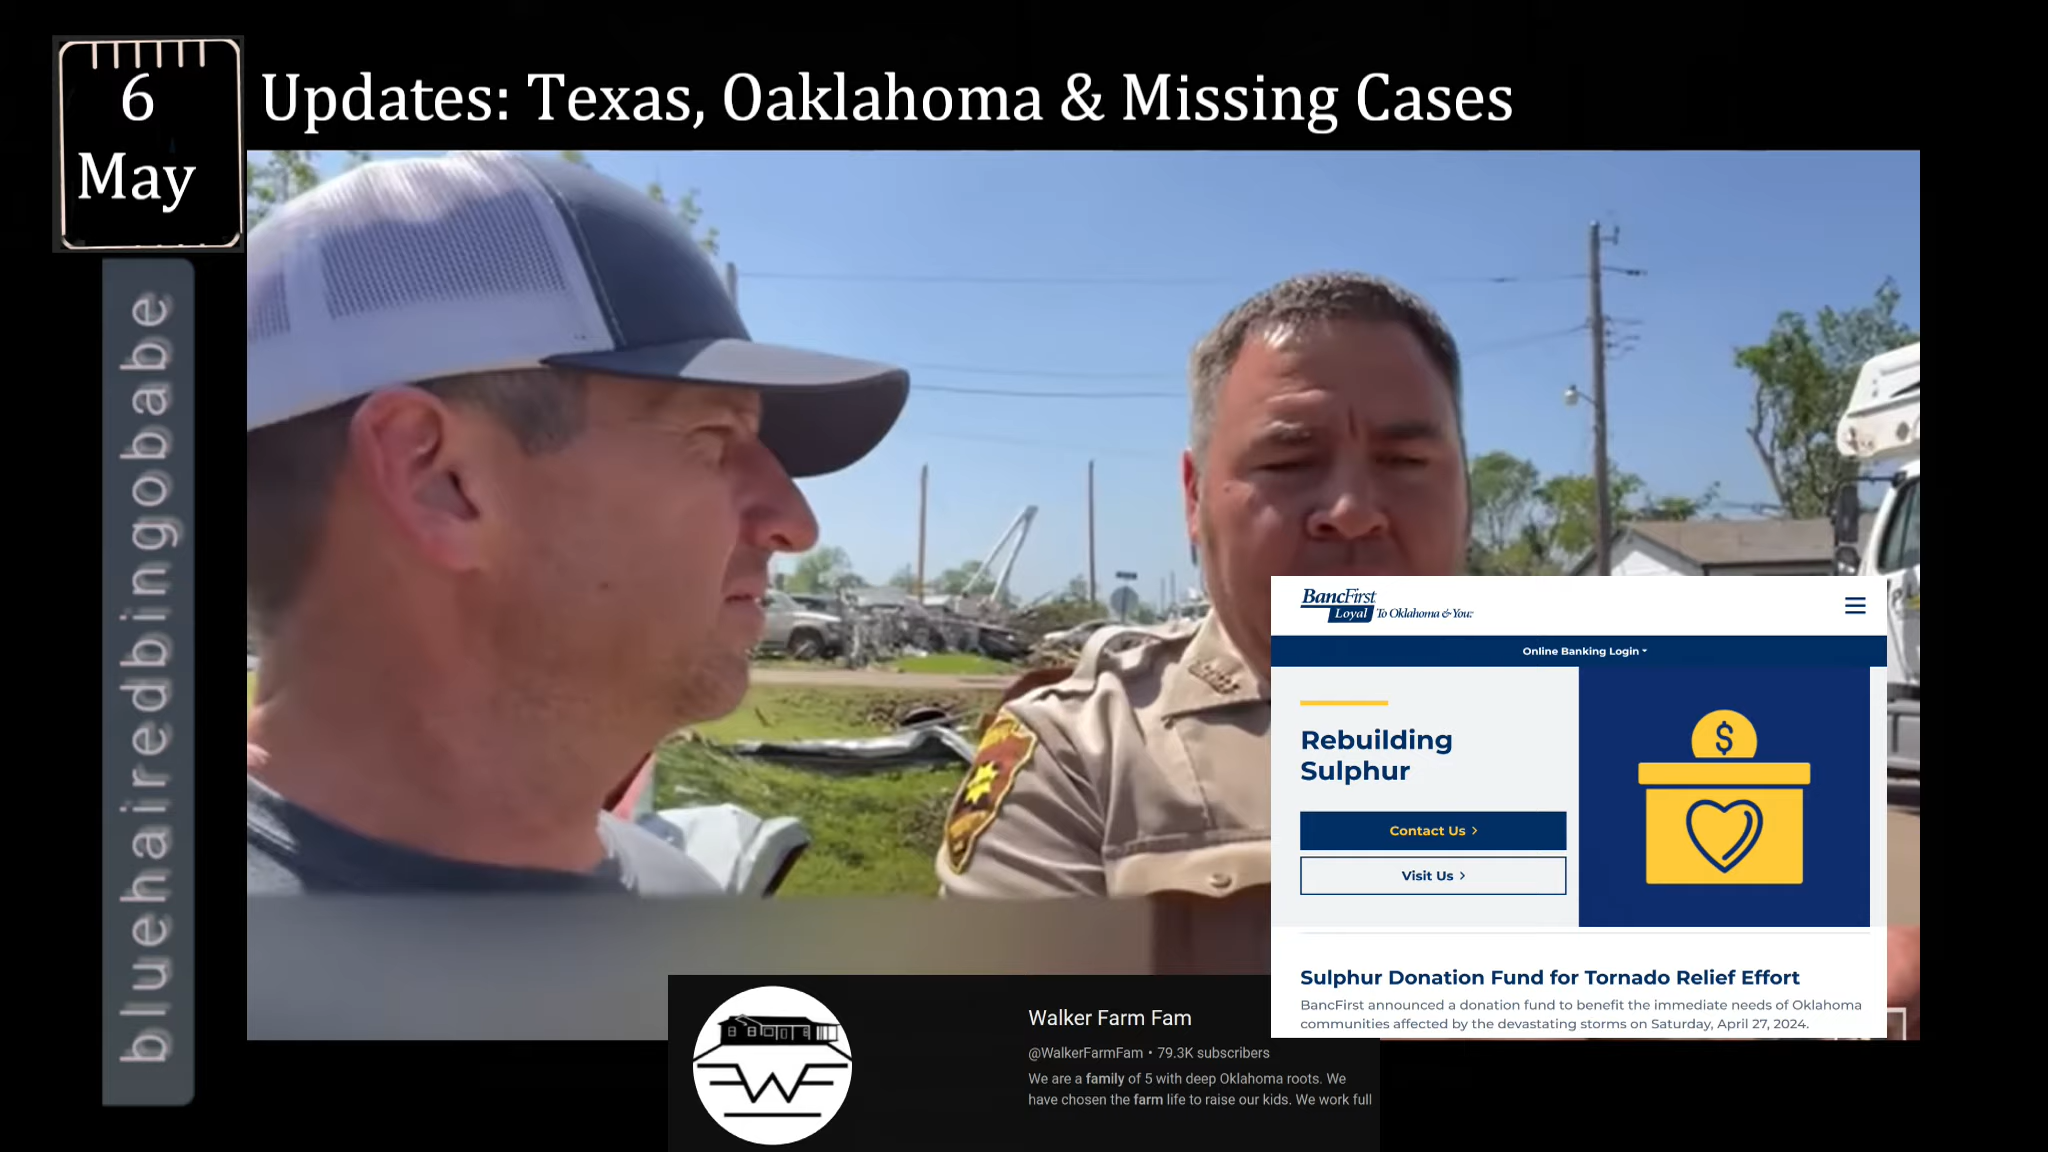 6
May
Updates: Texas, Oaklahoma & Missing Cases
bluehairedbingobabe
BancFirst
Loyal To Oklahoma & You.
Online Banking Login
Rebuilding
Sulphur
$
Contact Us >
Visit Us >
Sulphur Donation Fund for Tornado Relief Effort
BancFirst announced a donation fund to benefit the immediate needs of Oklahoma
communities affected by the devastating storms on Saturday, April 27, 2024.
W
Walker Farm Fam
@WalkerFarmFam • 79.3K subscribers
We are a family of 5 with deep Oklahoma roots. We
have chosen the farm life to raise our kids. We work full